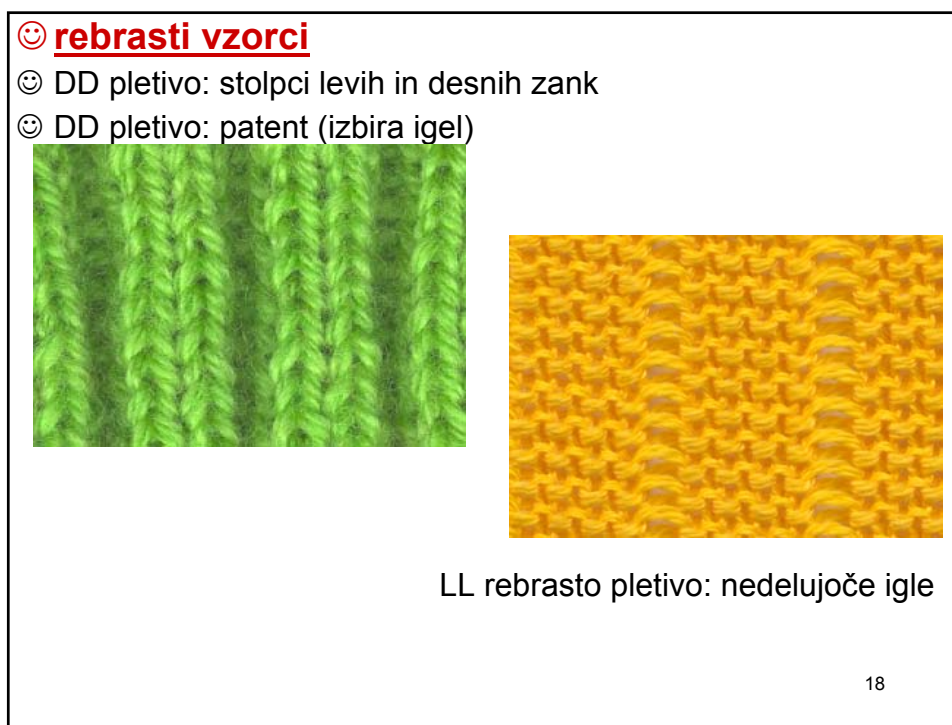 ☺ rebrasti vzorci
☺ DD pletivo: stolpci levih in desnih zank
☺ DD pletivo: patent (izbira igel)
LL rebrasto pletivo: nedelujoče igle
18